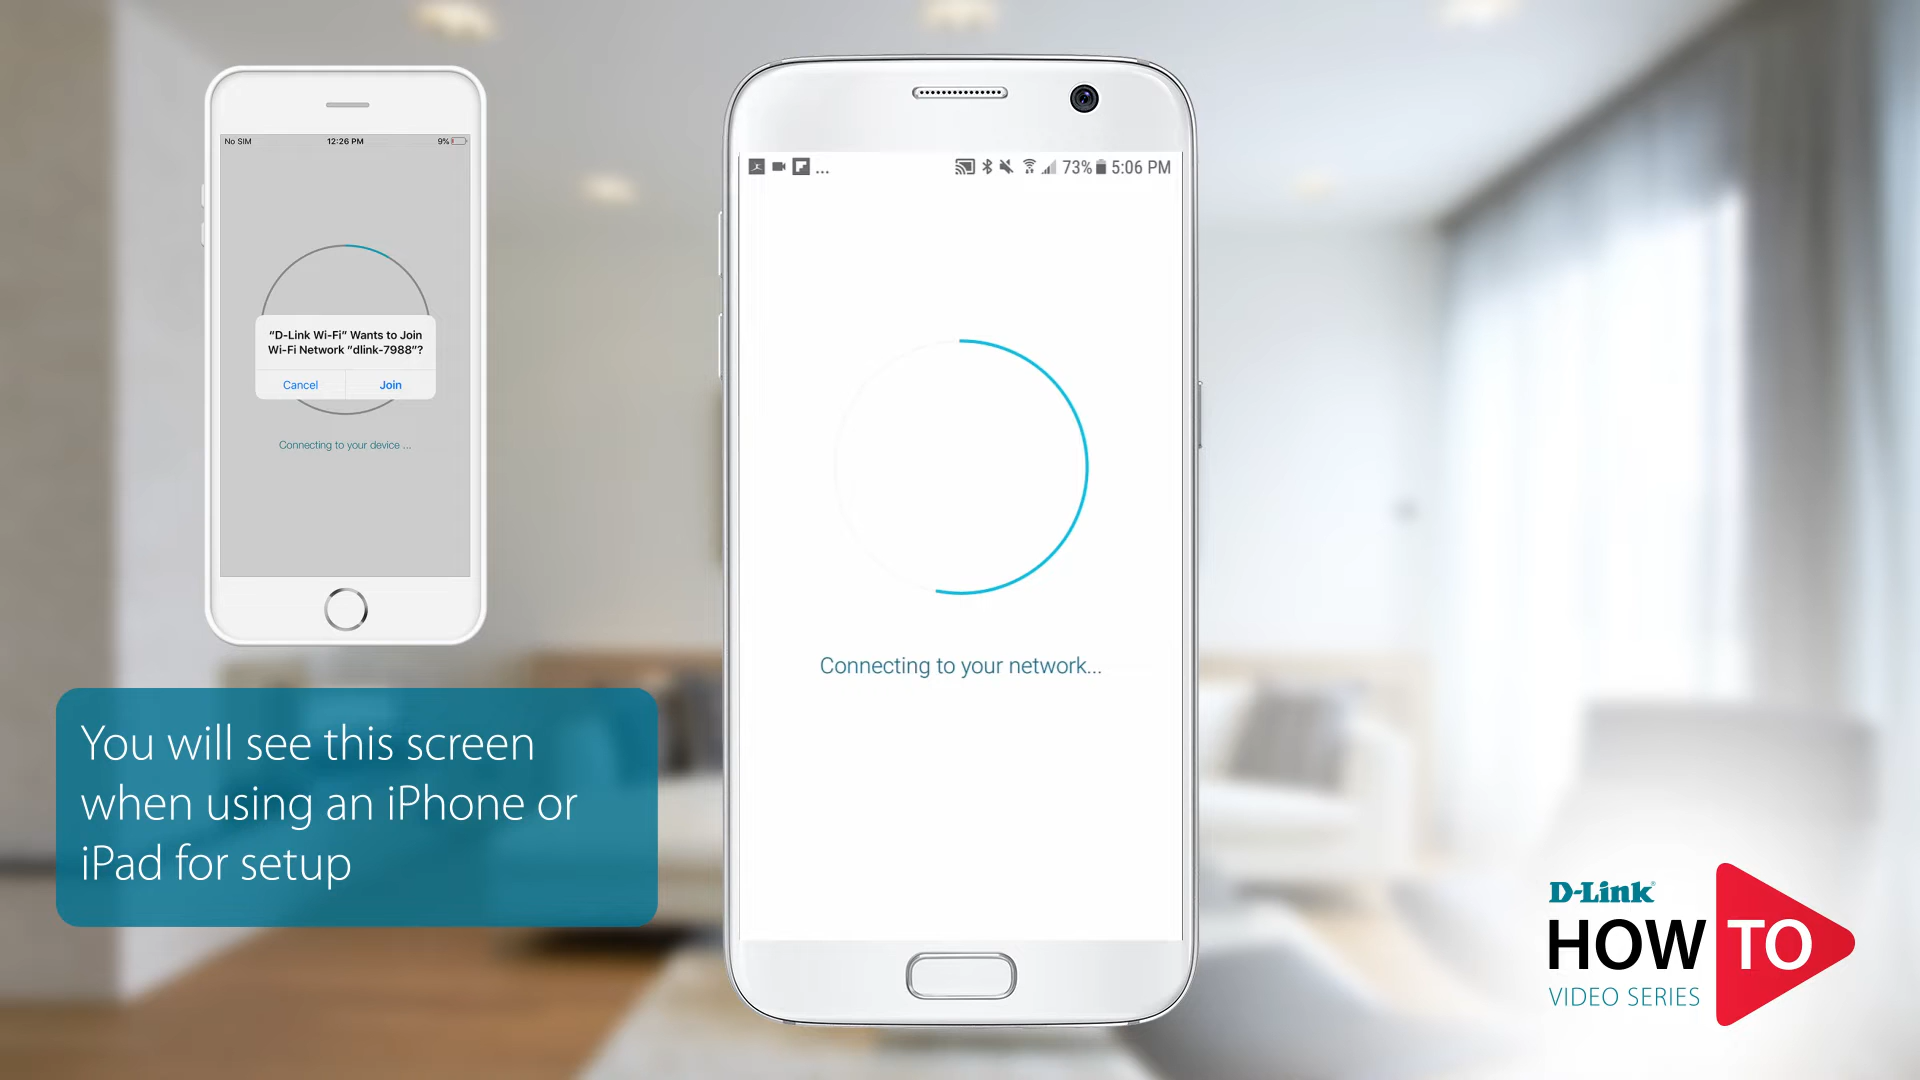 No SIM
12:26 PM
9%
"D-Link Wi-Fi" Wants to Join
Wi-Fi Network "dlink-7988"?
Cancel
Join
Connecting to your device ...
...
73%
5:06 PM
Connecting to your network...
You will see this screen
when using an iPhone or
iPad for setup
D-Link®
HOW TO
VIDEO SERIES